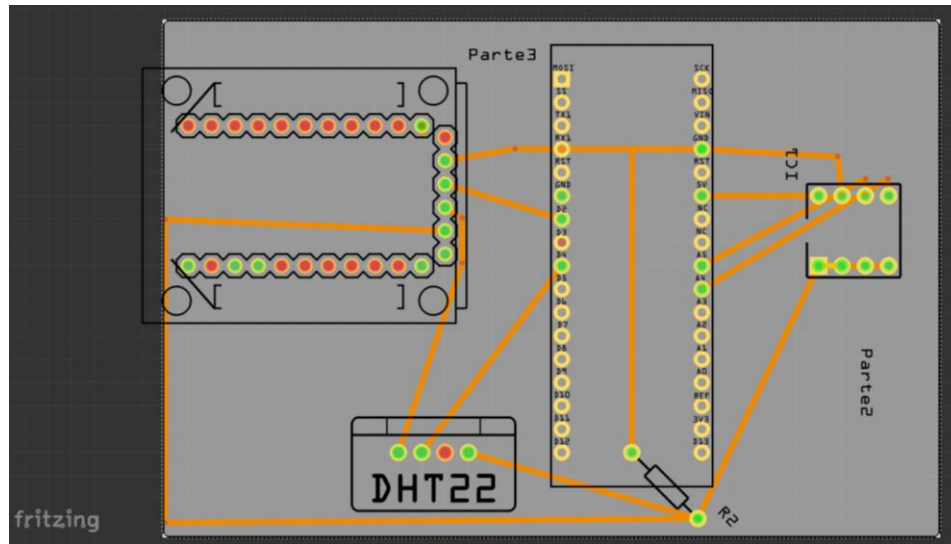 Parte3
MOSI
SS
TX1
RX1
RST
GND
D2
D3
D4
D5
D6
D7
D8
D9
D10
D11
D12
SCK
MISO
VIN
GND
RST
5V
NC
NC
A5
A4
A3
A2
A1
A0
REF
3V3
D13
IC1
Parte2
DHT22
R2
fritzing